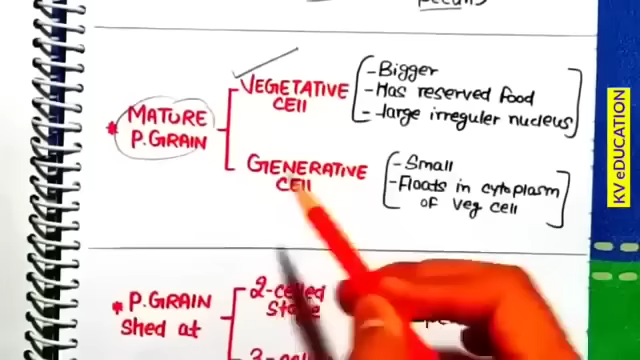 * MATURE
P.GRAIN
VEGETATIVE
CEll
-Bigger
-Has reserved food
-large irregular nucleus
GENERATIVE
CEll
-Small
-Floats in cytoplasm
of veg cell
* P.GRAIN
shed at
2-celled
stage
KV eDUCATION